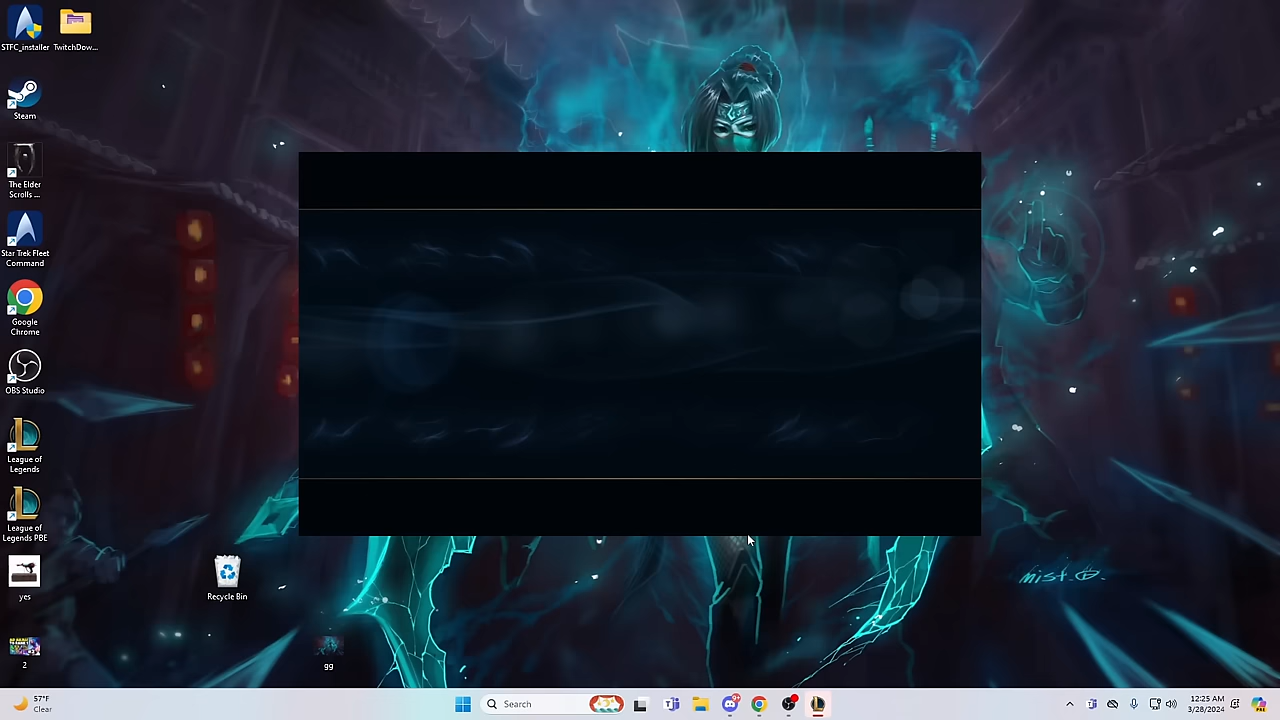 STFC_installer
TwitchDow...
Steam
The Elder
Scrolls ...
Star Trek Fleet
Command
Google
Chrome
OBS Studio
League of
Legends
League of
Legends PBE
yes
Recycle Bin
2
gg
mist.
57°F
Clear
Search
9+
12:25 AM
3/28/2024